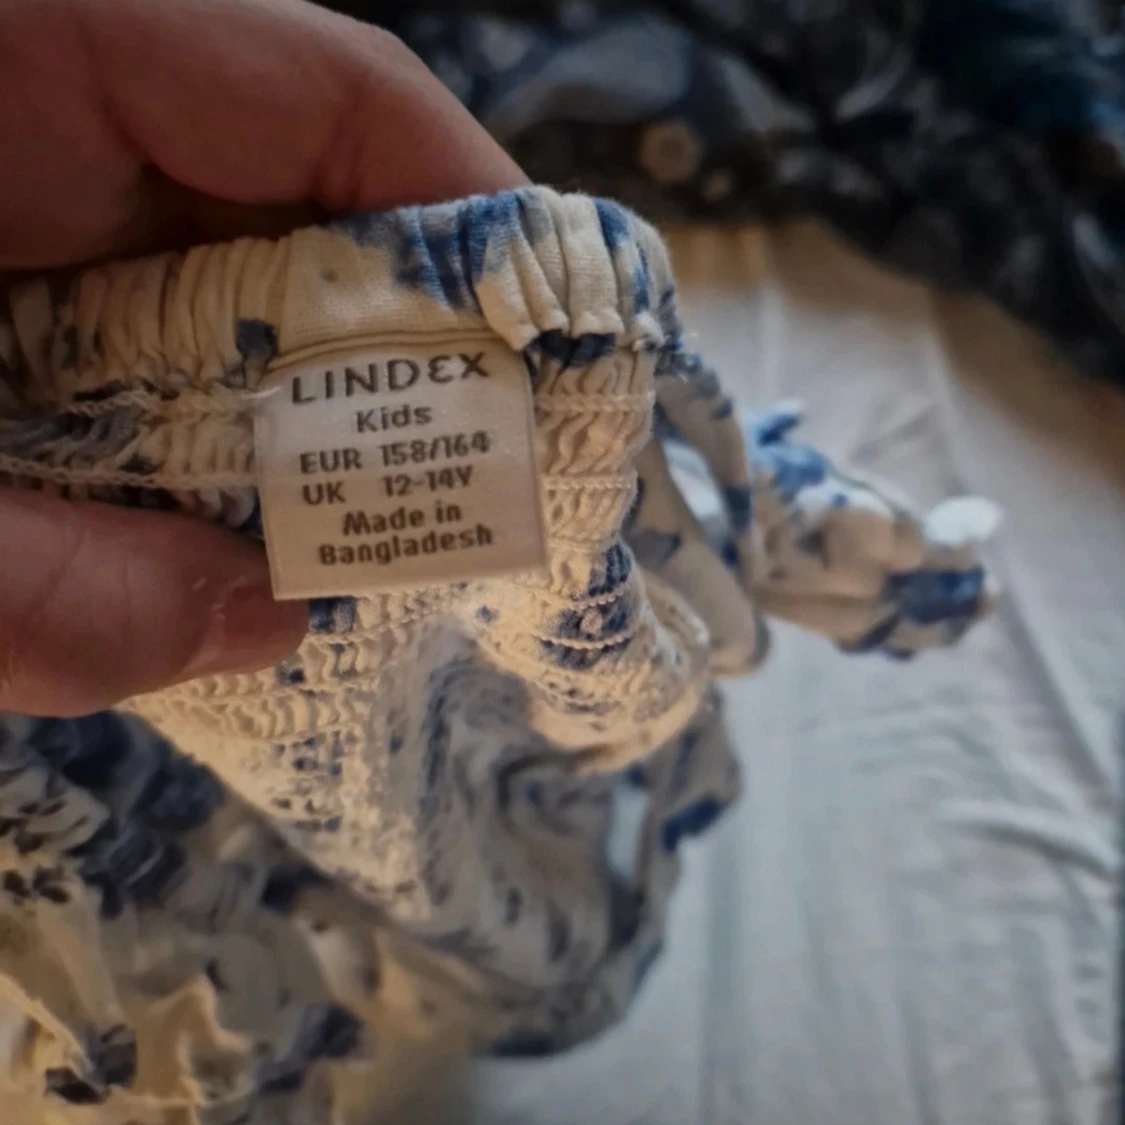 LINDEX
Kids
EUR 158/164
UK 12-14Y
Made in
Bangladesh